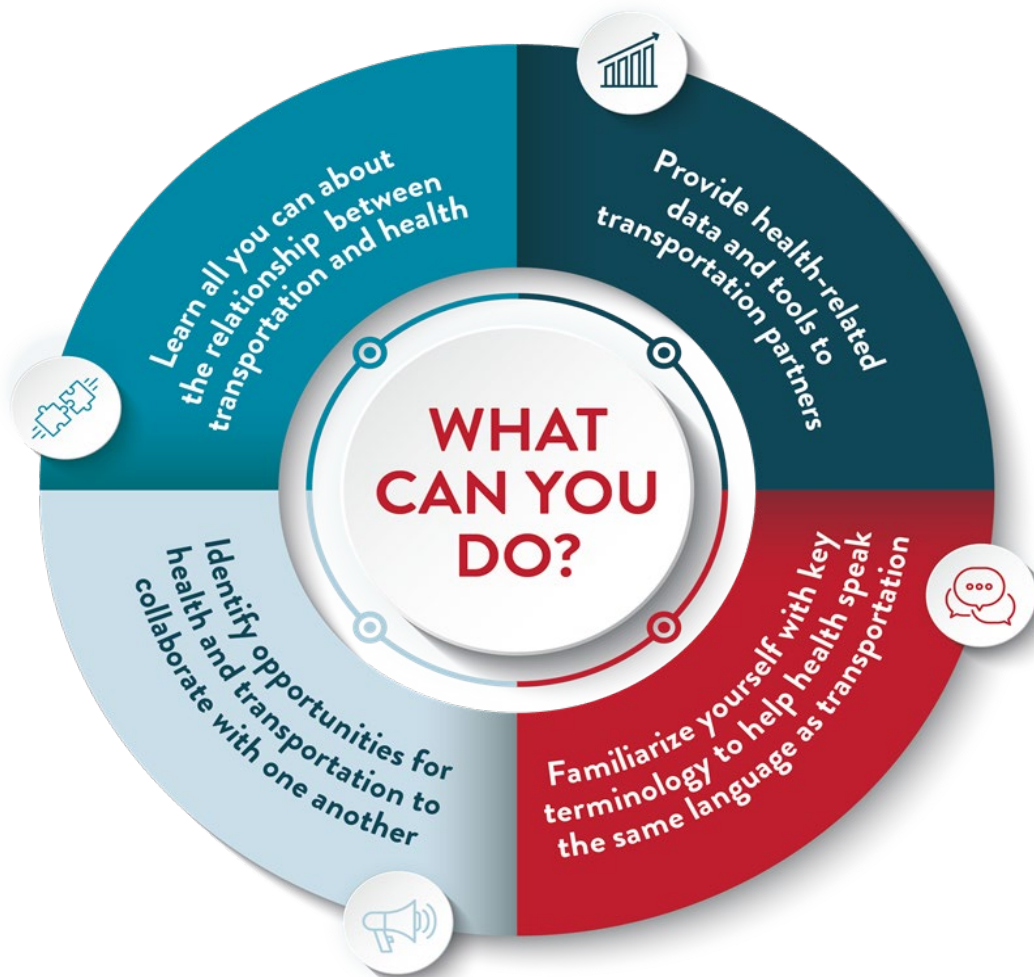 Learn all you can about
the relationship between
transportation and health
Provide health-related
data and tools to
transportation partners
WHAT
CAN YOU
DO?
Identify opportunities for
health and transportation to
collaborate with one another
Familiarize yourself with key
terminology to help health speak
the same language as transportation